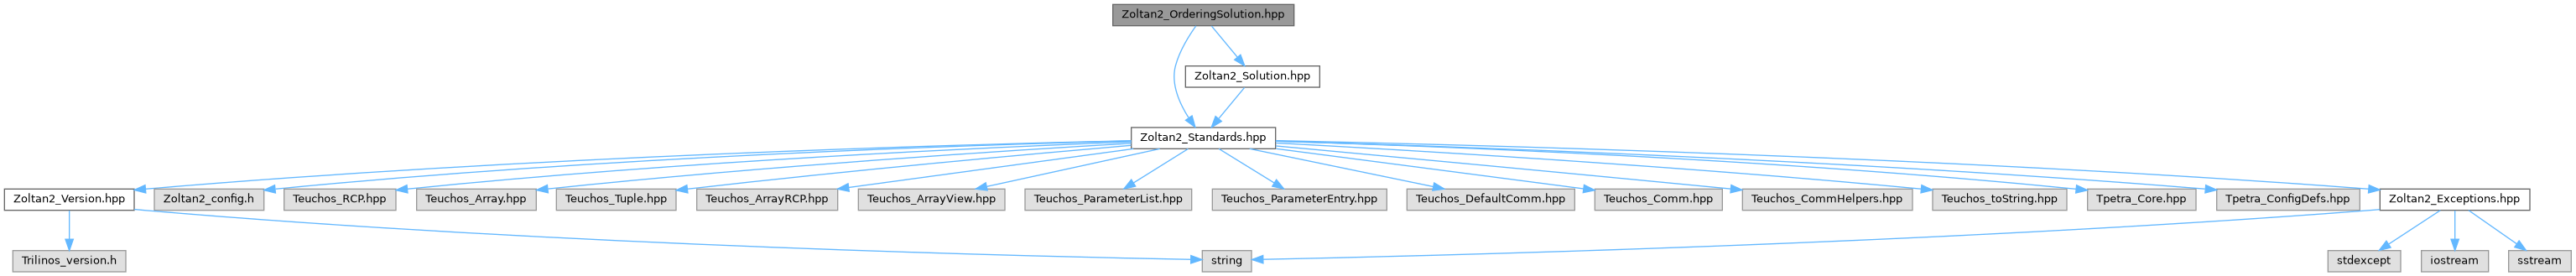 Zoltan2_OrderingSolution.hpp
Zoltan2_Solution.hpp
Zoltan2_Standards.hpp
Zoltan2_Version.hpp
Zoltan2_config.h
Teuchos_RCP.hpp
Teuchos_Array.hpp
Teuchos_Tuple.hpp
Teuchos_ArrayRCP.hpp
Teuchos_ArrayView.hpp
Teuchos_ParameterList.hpp
Teuchos_ParameterEntry.hpp
Teuchos_DefaultComm.hpp
Teuchos_Comm.hpp
Teuchos_CommHelpers.hpp
Teuchos_toString.hpp
Tpetra_Core.hpp
Tpetra_ConfigDefs.hpp
Zoltan2_Exceptions.hpp
Trilinos_version.h
string
stdexcept
iostream
sstream